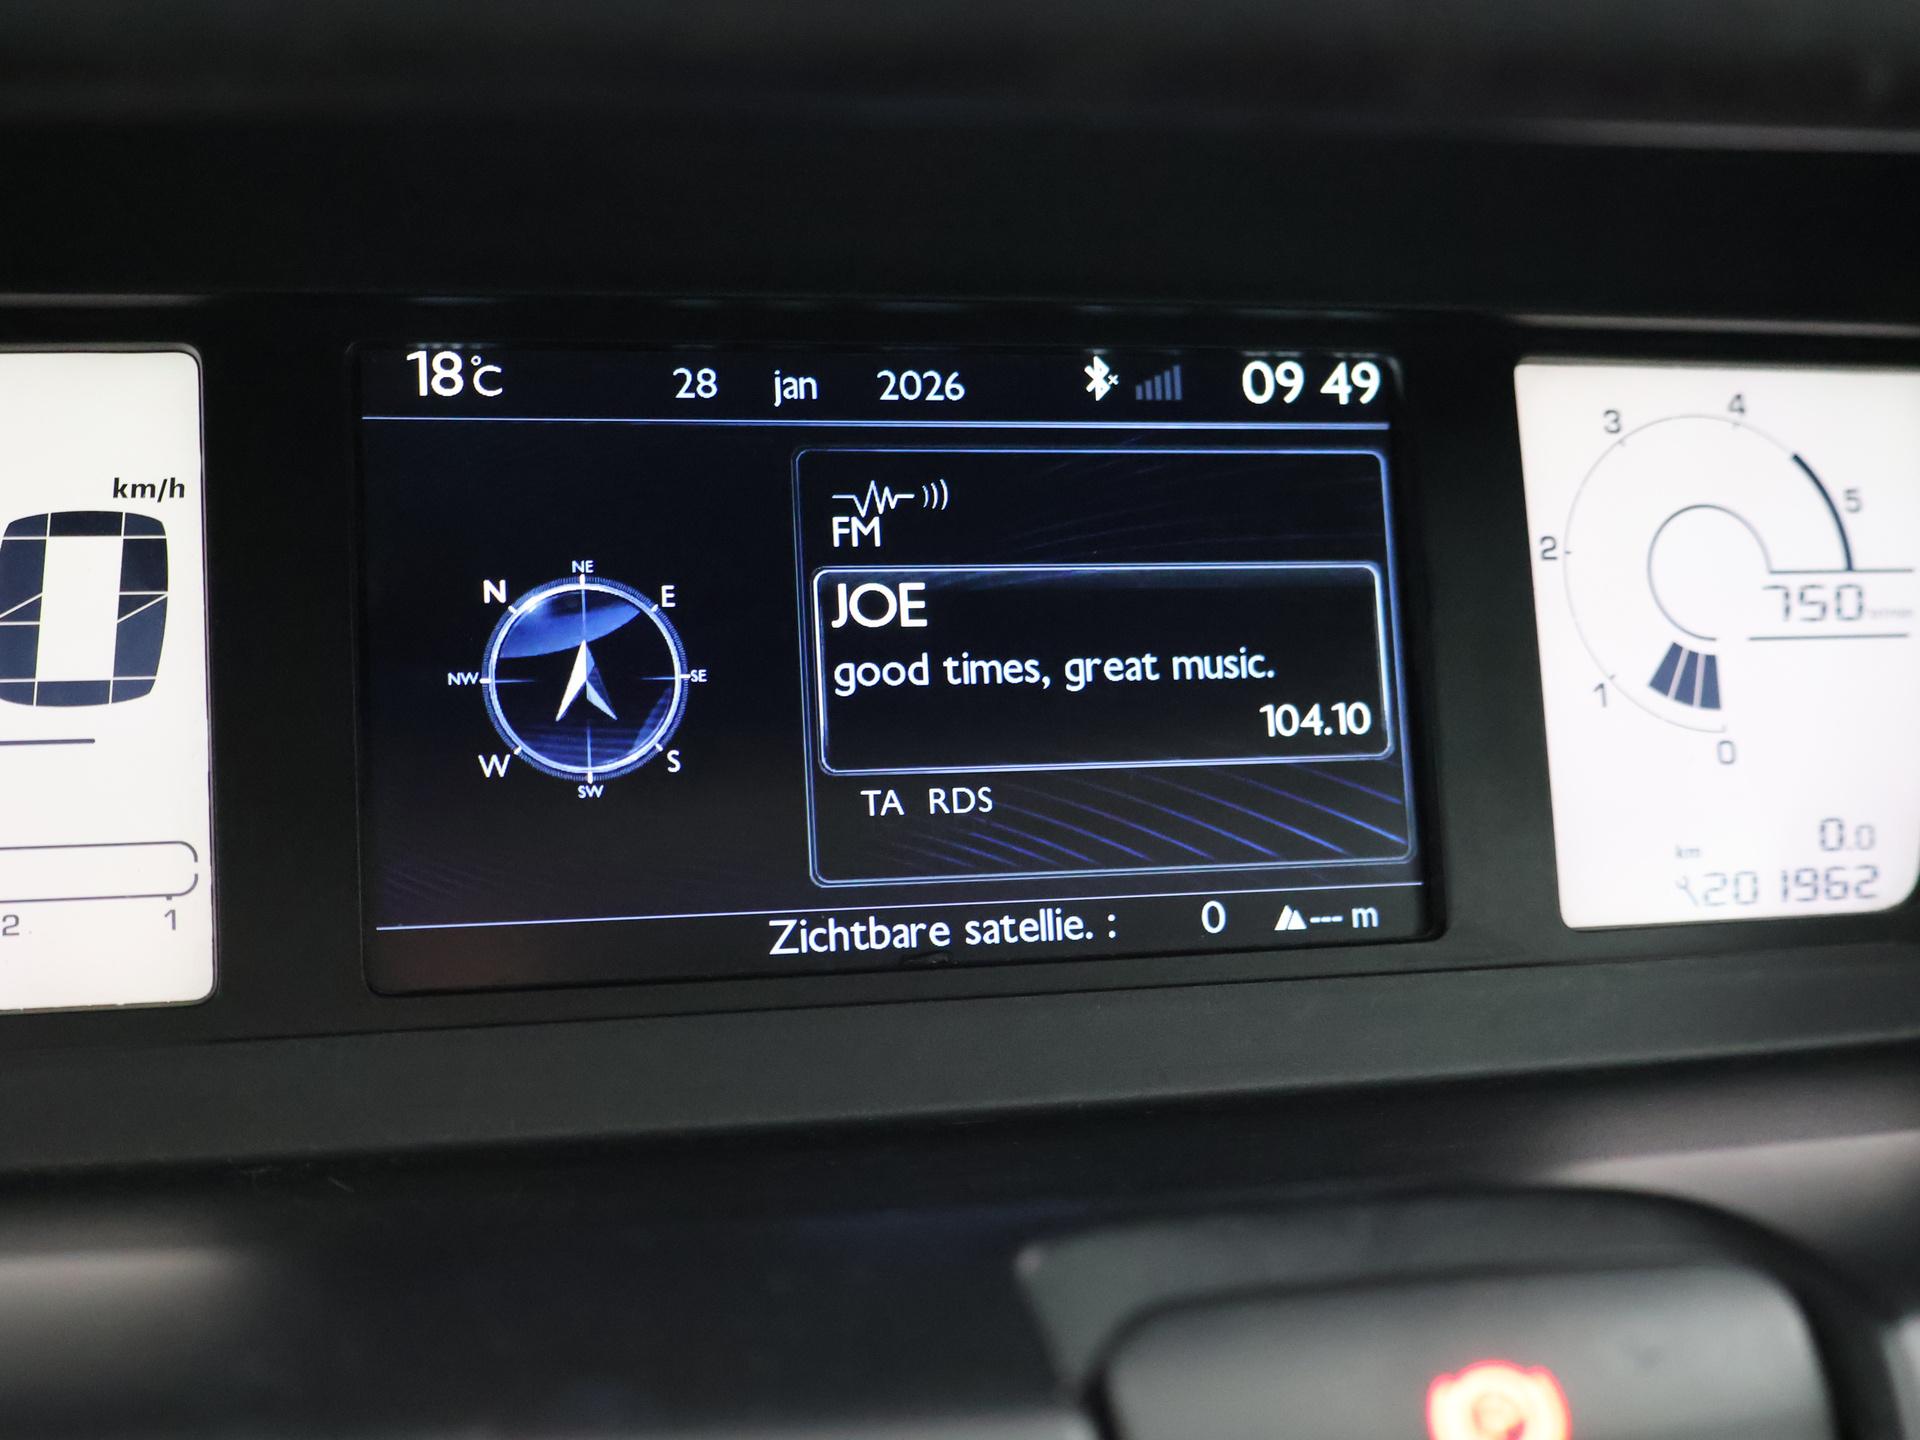 18°C 28 jan 2026 09 49
km/h
FM
JOE
good times, great music.
104.10
TA RDS
N NE E
NW SE
W SW S
Zichtbare satellie. : 0 --- m
2 1
4
3
5
2
750
1
0
0.0
km
201962